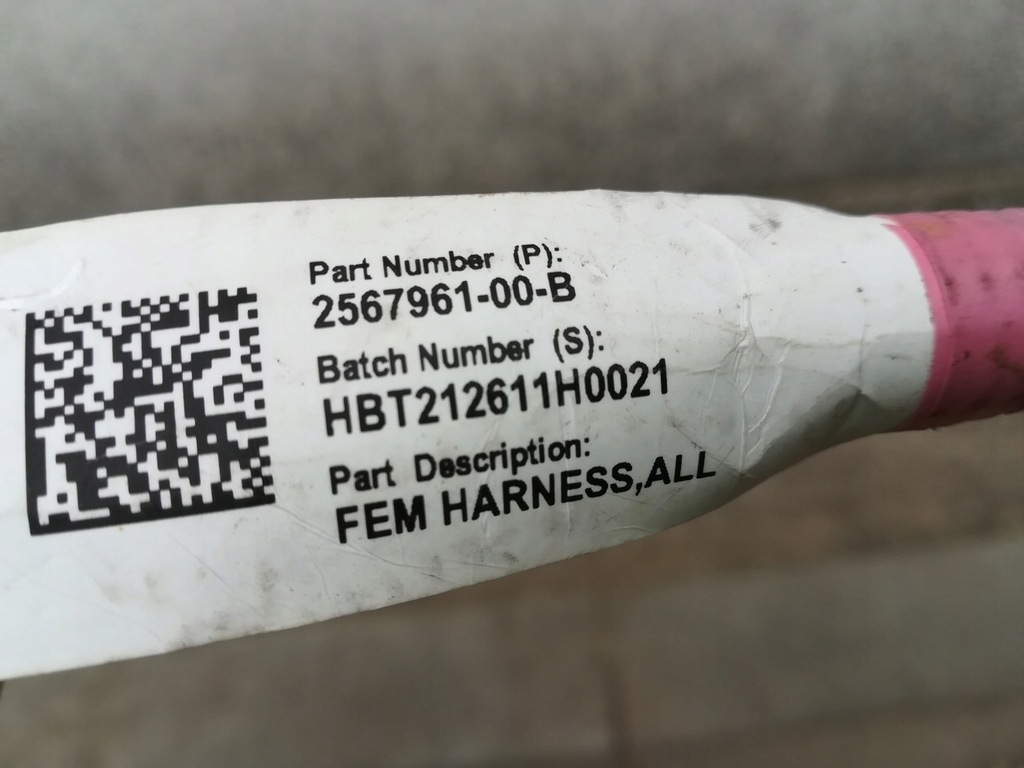 Part Number (P):
2567961-00-B
Batch Number (S):
HBT212611H0021
Part Description:
FEM HARNESS,ALL